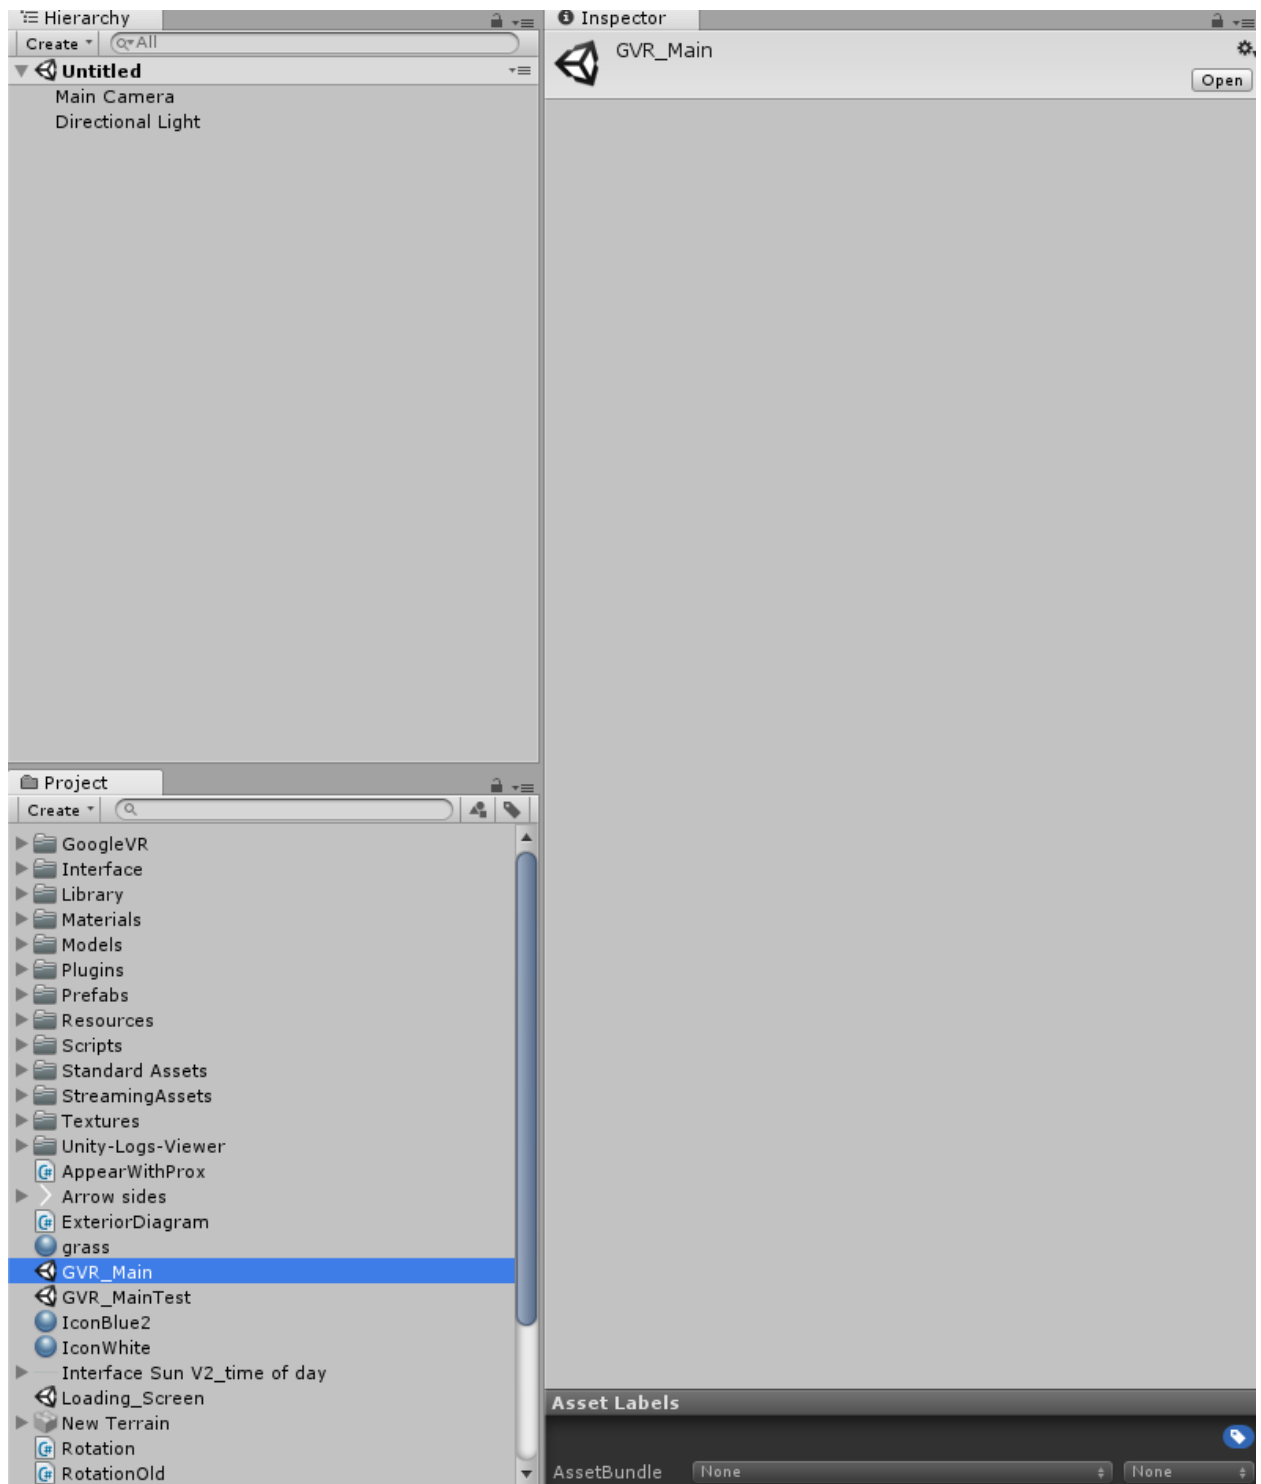 Hierarchy
Create
All
Untitled
Main Camera
Directional Light
Project
Create
GoogleVR
Interface
Library
Materials
Models
Plugins
Prefabs
Resources
Scripts
Standard Assets
StreamingAssets
Textures
Unity-Logs-Viewer
AppearWithProx
Arrow sides
ExteriorDiagram
grass
GVR_Main
GVR_MainTest
IconBlue2
IconWhite
Interface Sun V2_time of day
Loading_Screen
New Terrain
Rotation
RotationOld
Inspector
GVR_Main
Open
Asset Labels
AssetBundle None None